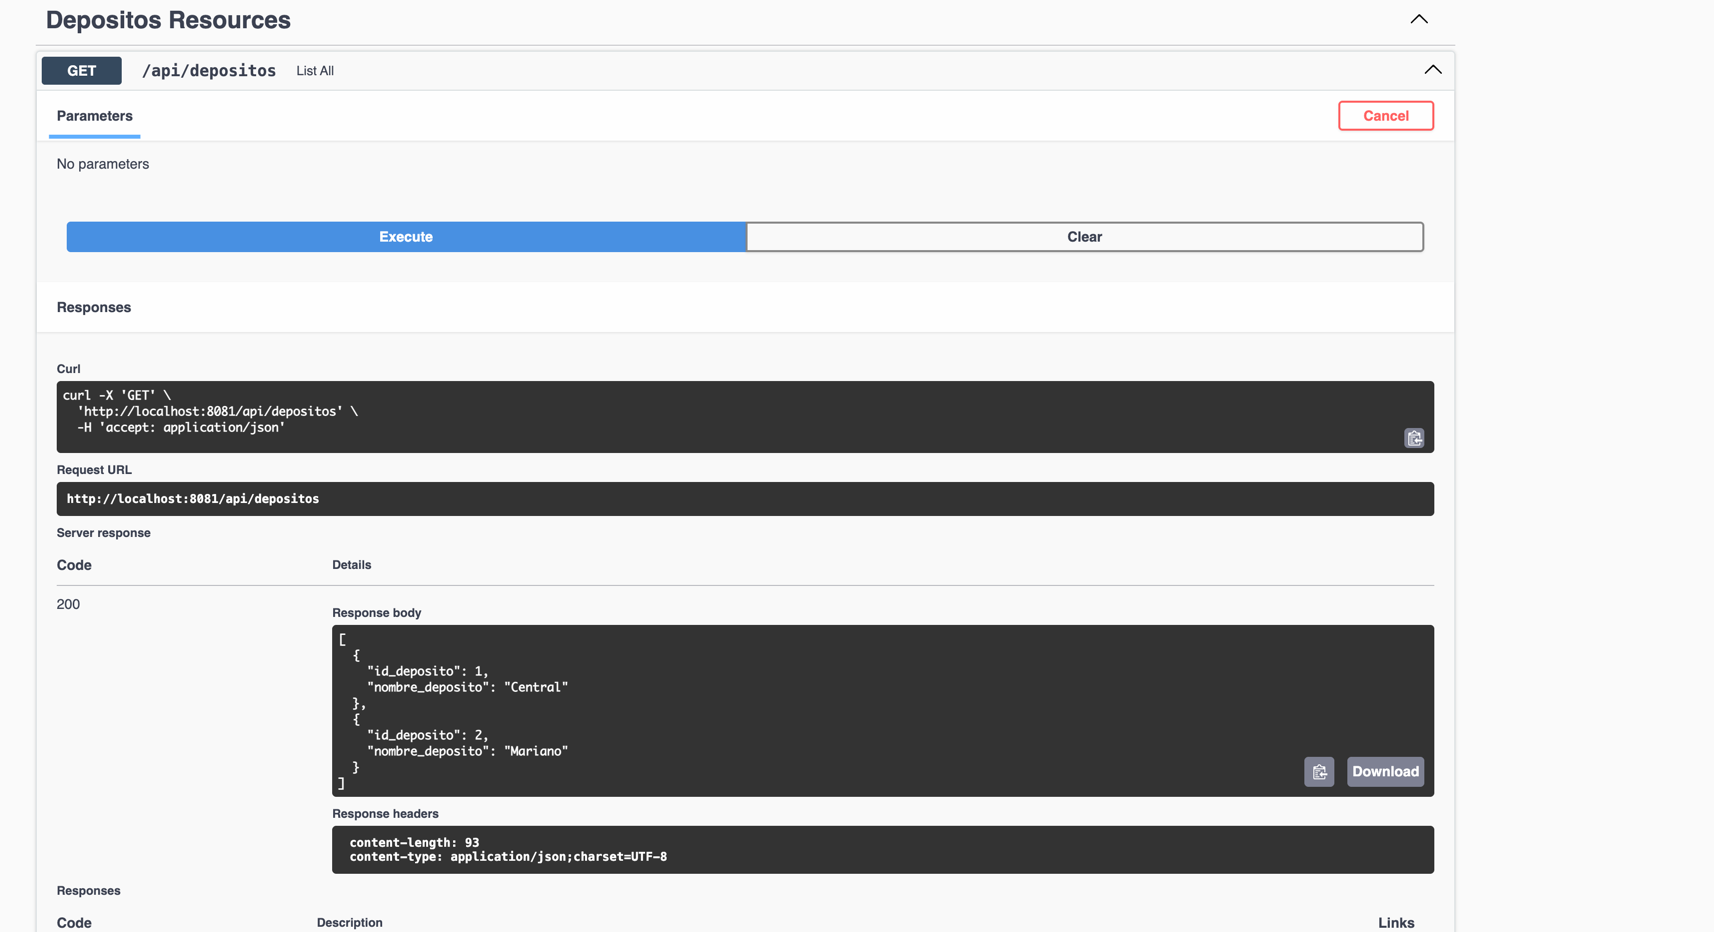 Depositos Resources
GET /api/depositos List All
Parameters
Cancel
No parameters
Execute
Clear
Responses
Curl
curl -X 'GET' \
  'http://localhost:8081/api/depositos' \
  -H 'accept: application/json'
Request URL
http://localhost:8081/api/depositos
Server response
Code Details
200
Response body
[
  {
    "id_deposito": 1,
    "nombre_deposito": "Central"
  },
  {
    "id_deposito": 2,
    "nombre_deposito": "Mariano"
  }
]
Download
Response headers
content-length: 93
content-type: application/json;charset=UTF-8
Responses
Code Description Links